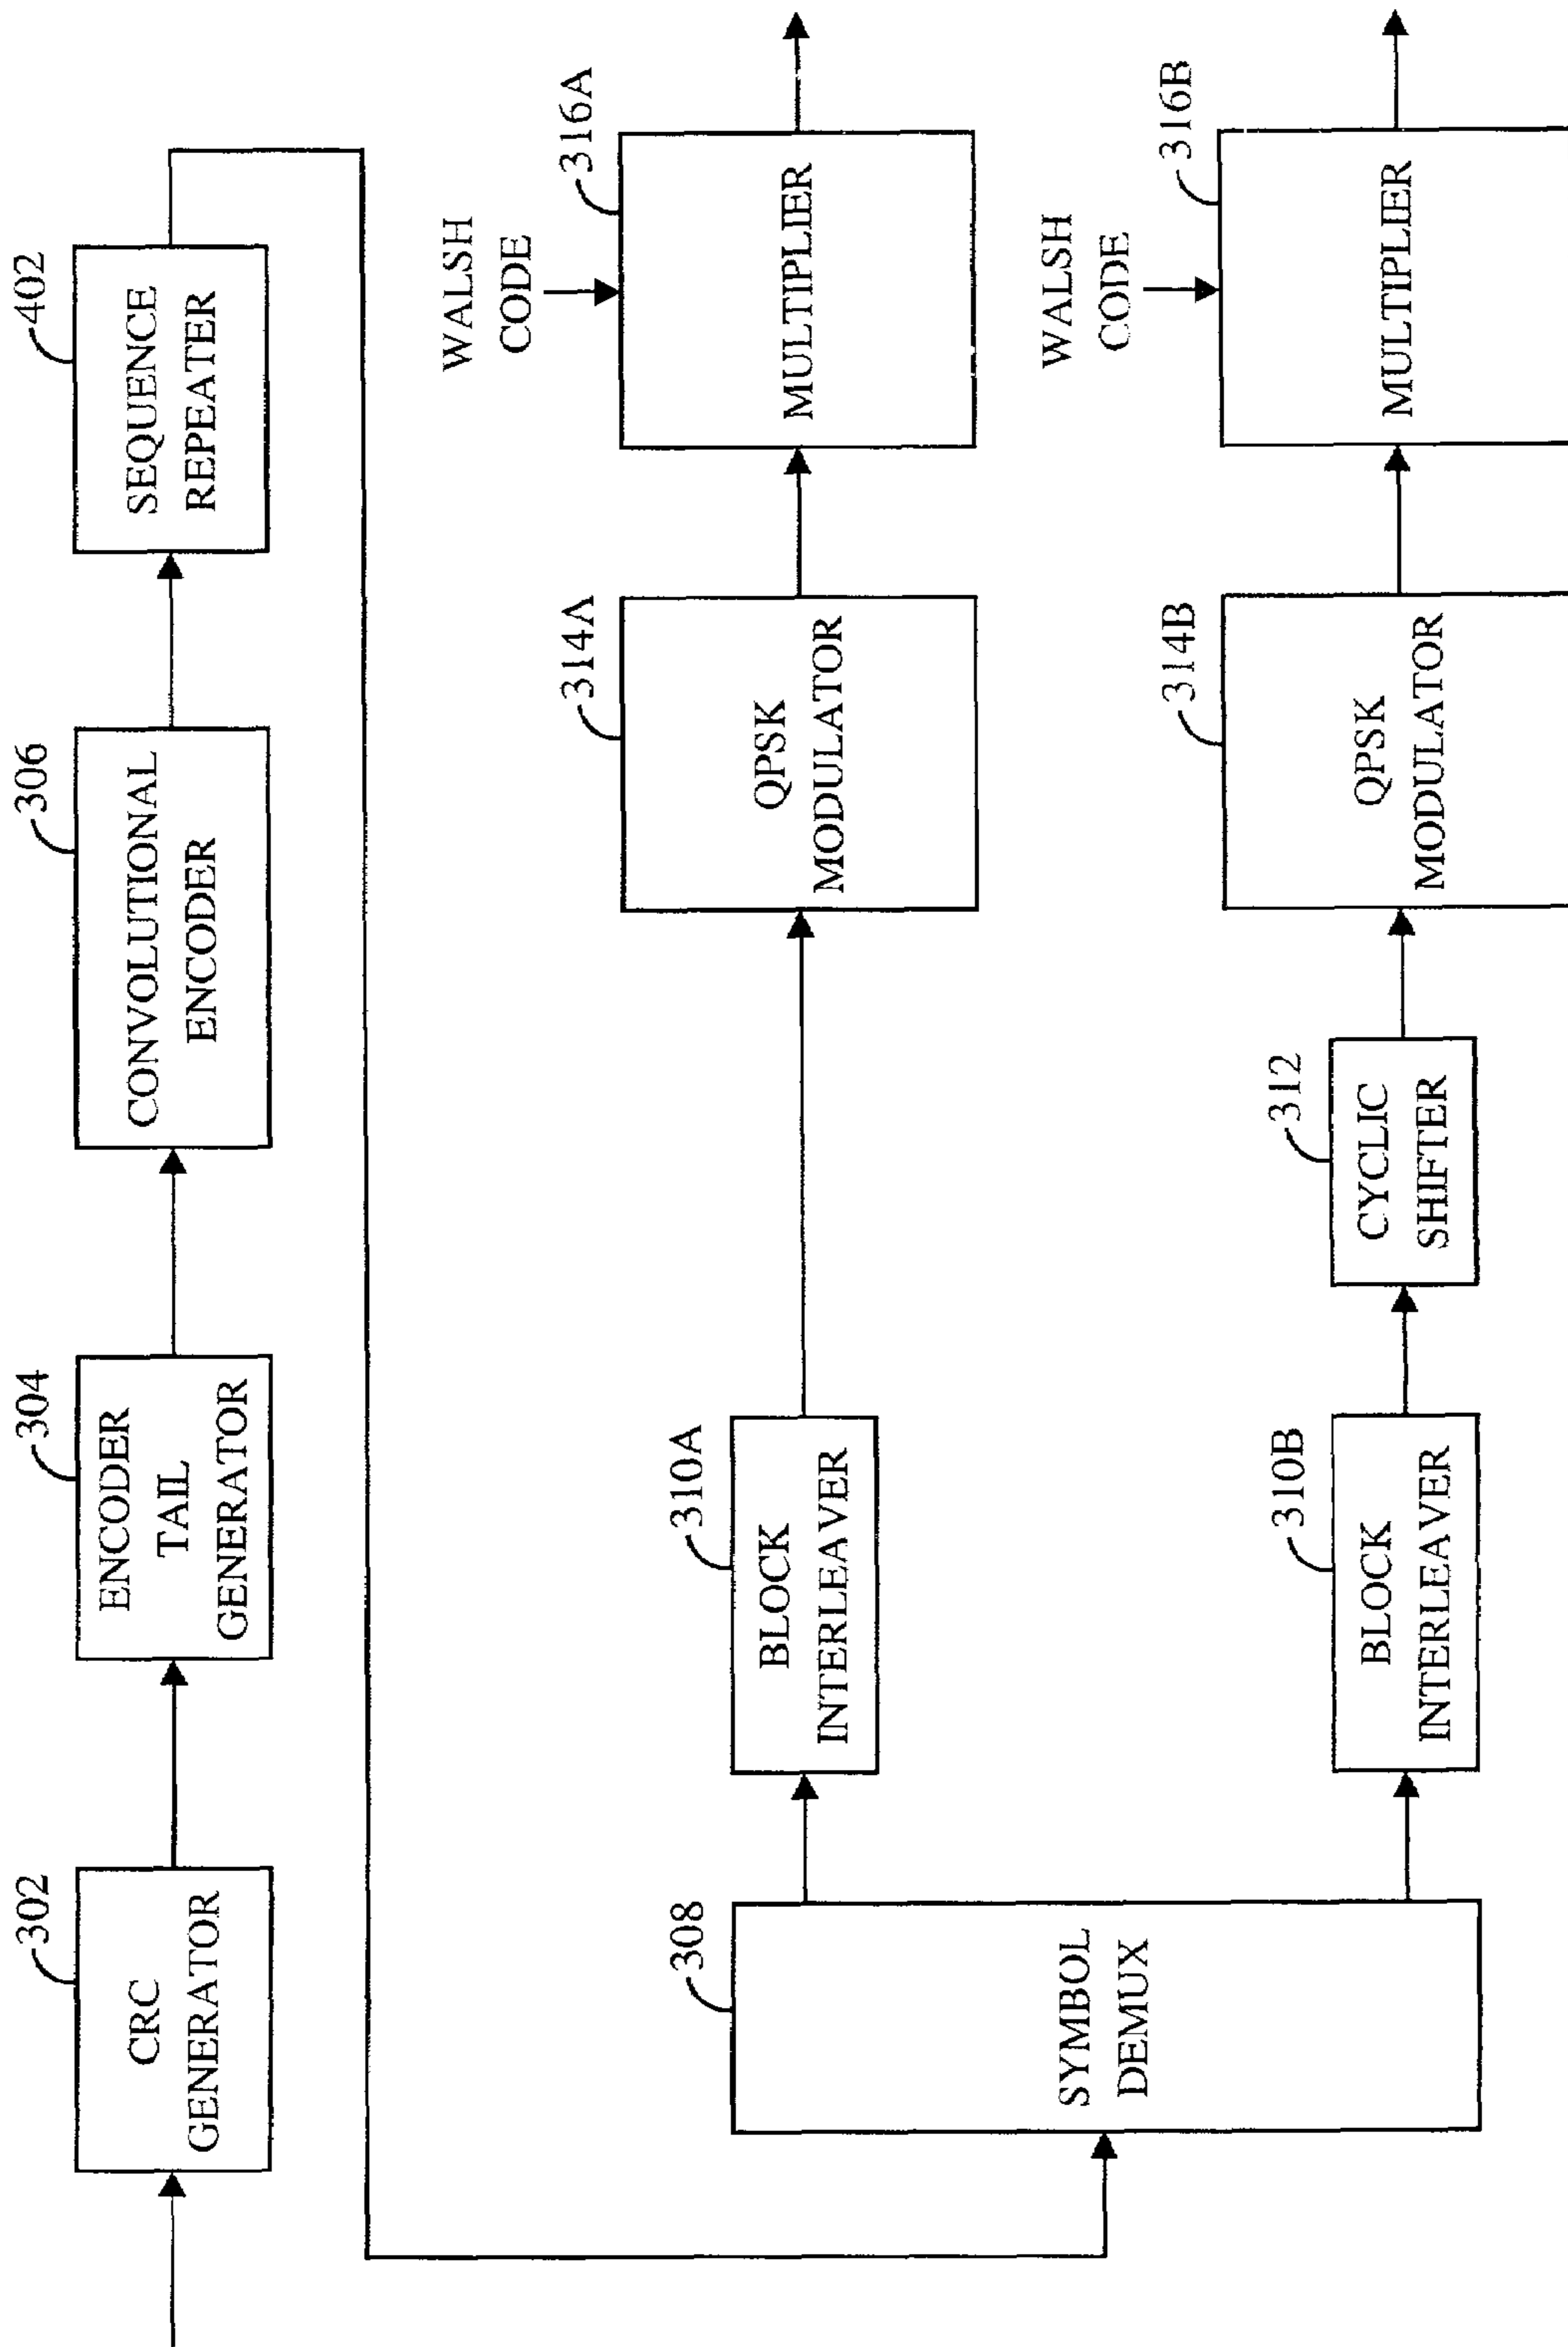 302
CRC
GENERATOR
304
ENCODER
TAIL
GENERATOR
306
CONVOLUTIONAL
ENCODER
402
SEQUENCE
REPEATER
308
SYMBOL
DEMUX
310A
BLOCK
INTERLEAVER
314A
QPSK
MODULATOR
WALSH
CODE
316A
MULTIPLIER
310B
BLOCK
INTERLEAVER
312
CYCLIC
SHIFTER
314B
QPSK
MODULATOR
WALSH
CODE
316B
MULTIPLIER